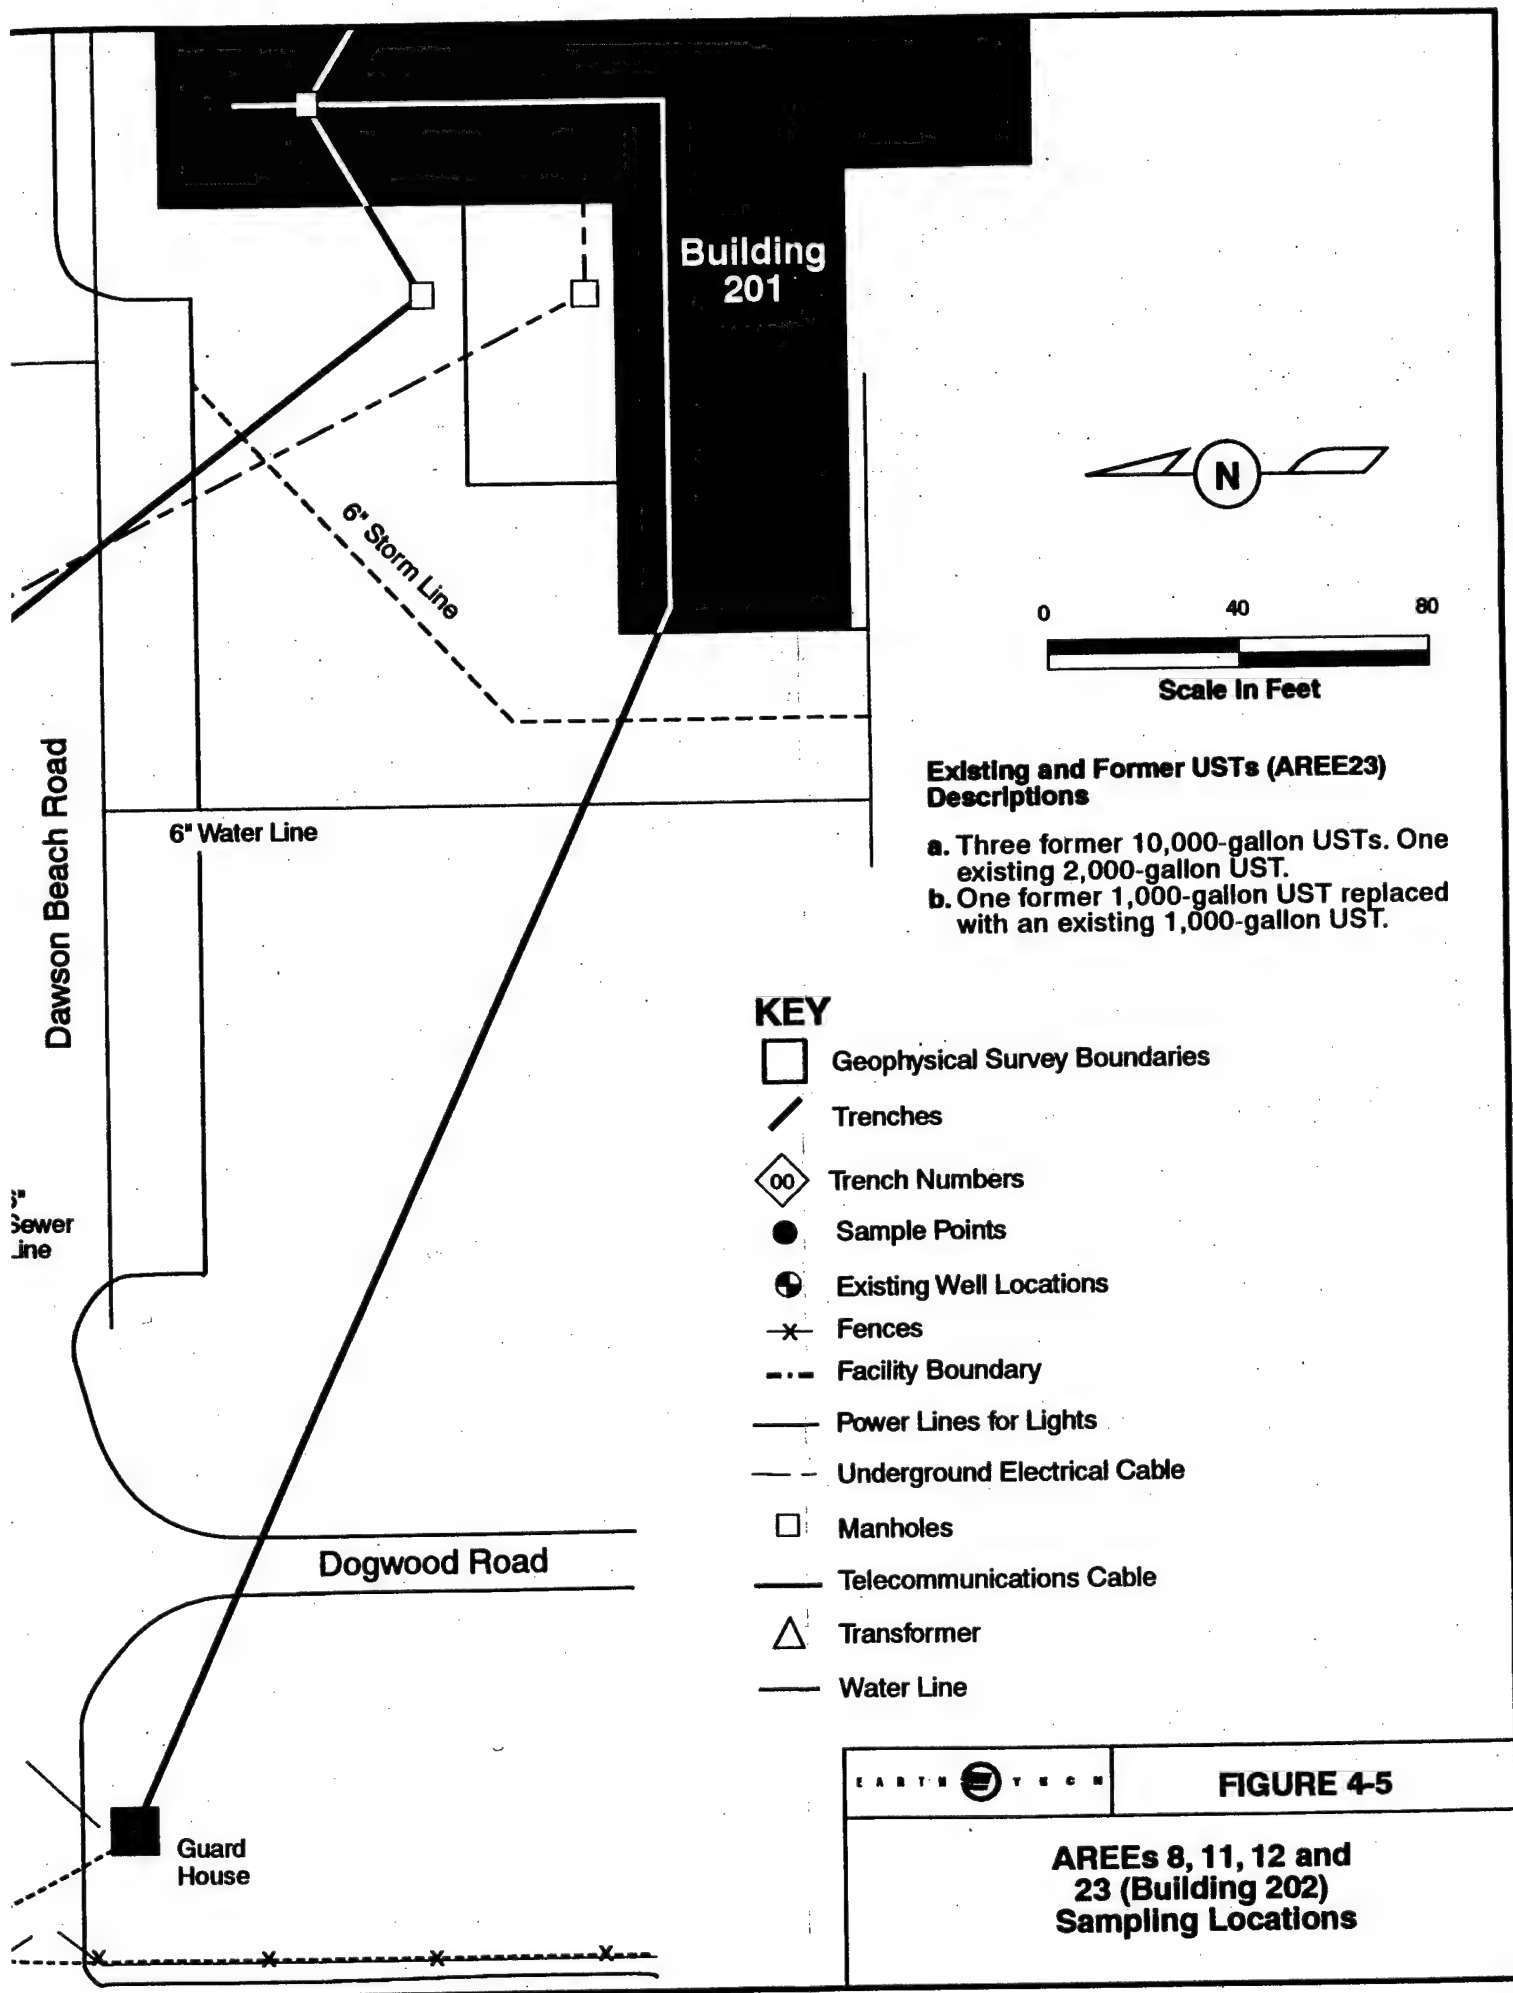 Building
201
6" Storm Line
N
0 40 80
Scale In Feet
Dawson Beach Road
6" Water Line
Existing and Former USTs (AREE23)
Descriptions
a. Three former 10,000-gallon USTs. One
existing 2,000-gallon UST.
b. One former 1,000-gallon UST replaced
with an existing 1,000-gallon UST.
KEY
Geophysical Survey Boundaries
Trenches
00 Trench Numbers
Sample Points
Existing Well Locations
Fences
Facility Boundary
Power Lines for Lights
Underground Electrical Cable
Manholes
Telecommunications Cable
Transformer
Water Line
Sewer
Line
Dogwood Road
Guard
House
EARTH TECH
FIGURE 4-5
AREEs 8, 11, 12 and
23 (Building 202)
Sampling Locations